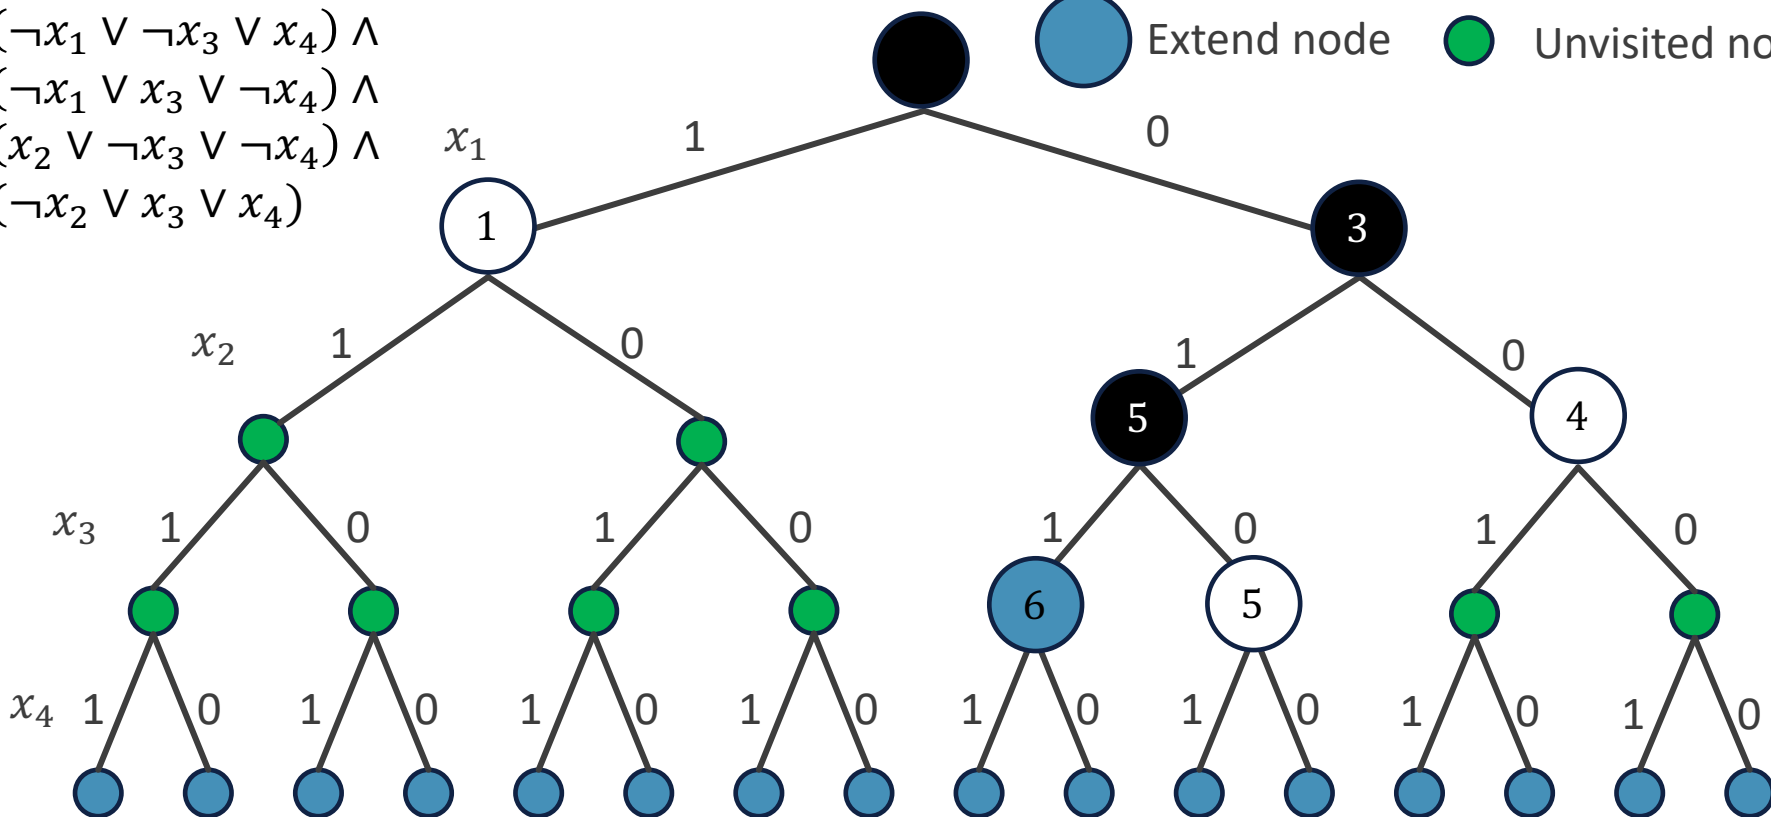 (¬x₁ ∨ ¬x₃ ∨ x₄) ∧
(¬x₁ ∨ x₃ ∨ ¬x₄) ∧
(x₂ ∨ ¬x₃ ∨ ¬x₄) ∧
(¬x₂ ∨ x₃ ∨ x₄)
Extend node
Unvisited no
x₁ 1 0
1 3
x₂ 1 0 1 0
5 4
x₃ 1 0 1 0 1 0 1 0
6 5
x₄ 1 0 1 0 1 0 1 0 1 0 1 0 1 0 1 0